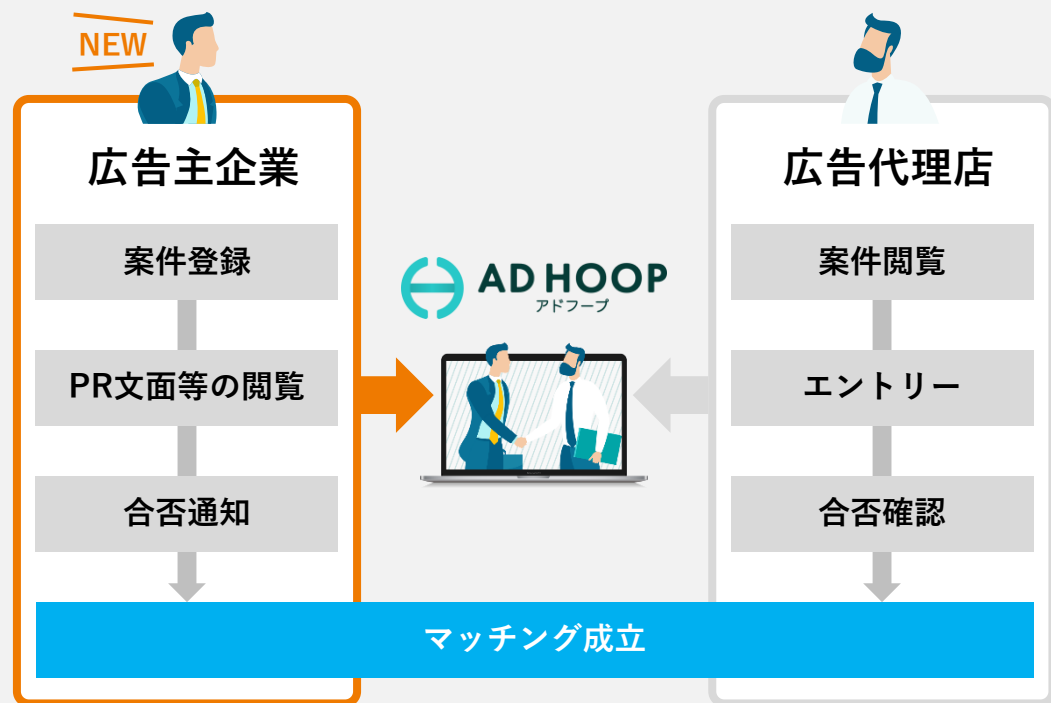 NEW
広告主企業
案件登録
PR文面等の閲覧
合否通知
AD HOOP
アドフープ
広告代理店
案件閲覧
エントリー
合否確認
マッチング成立